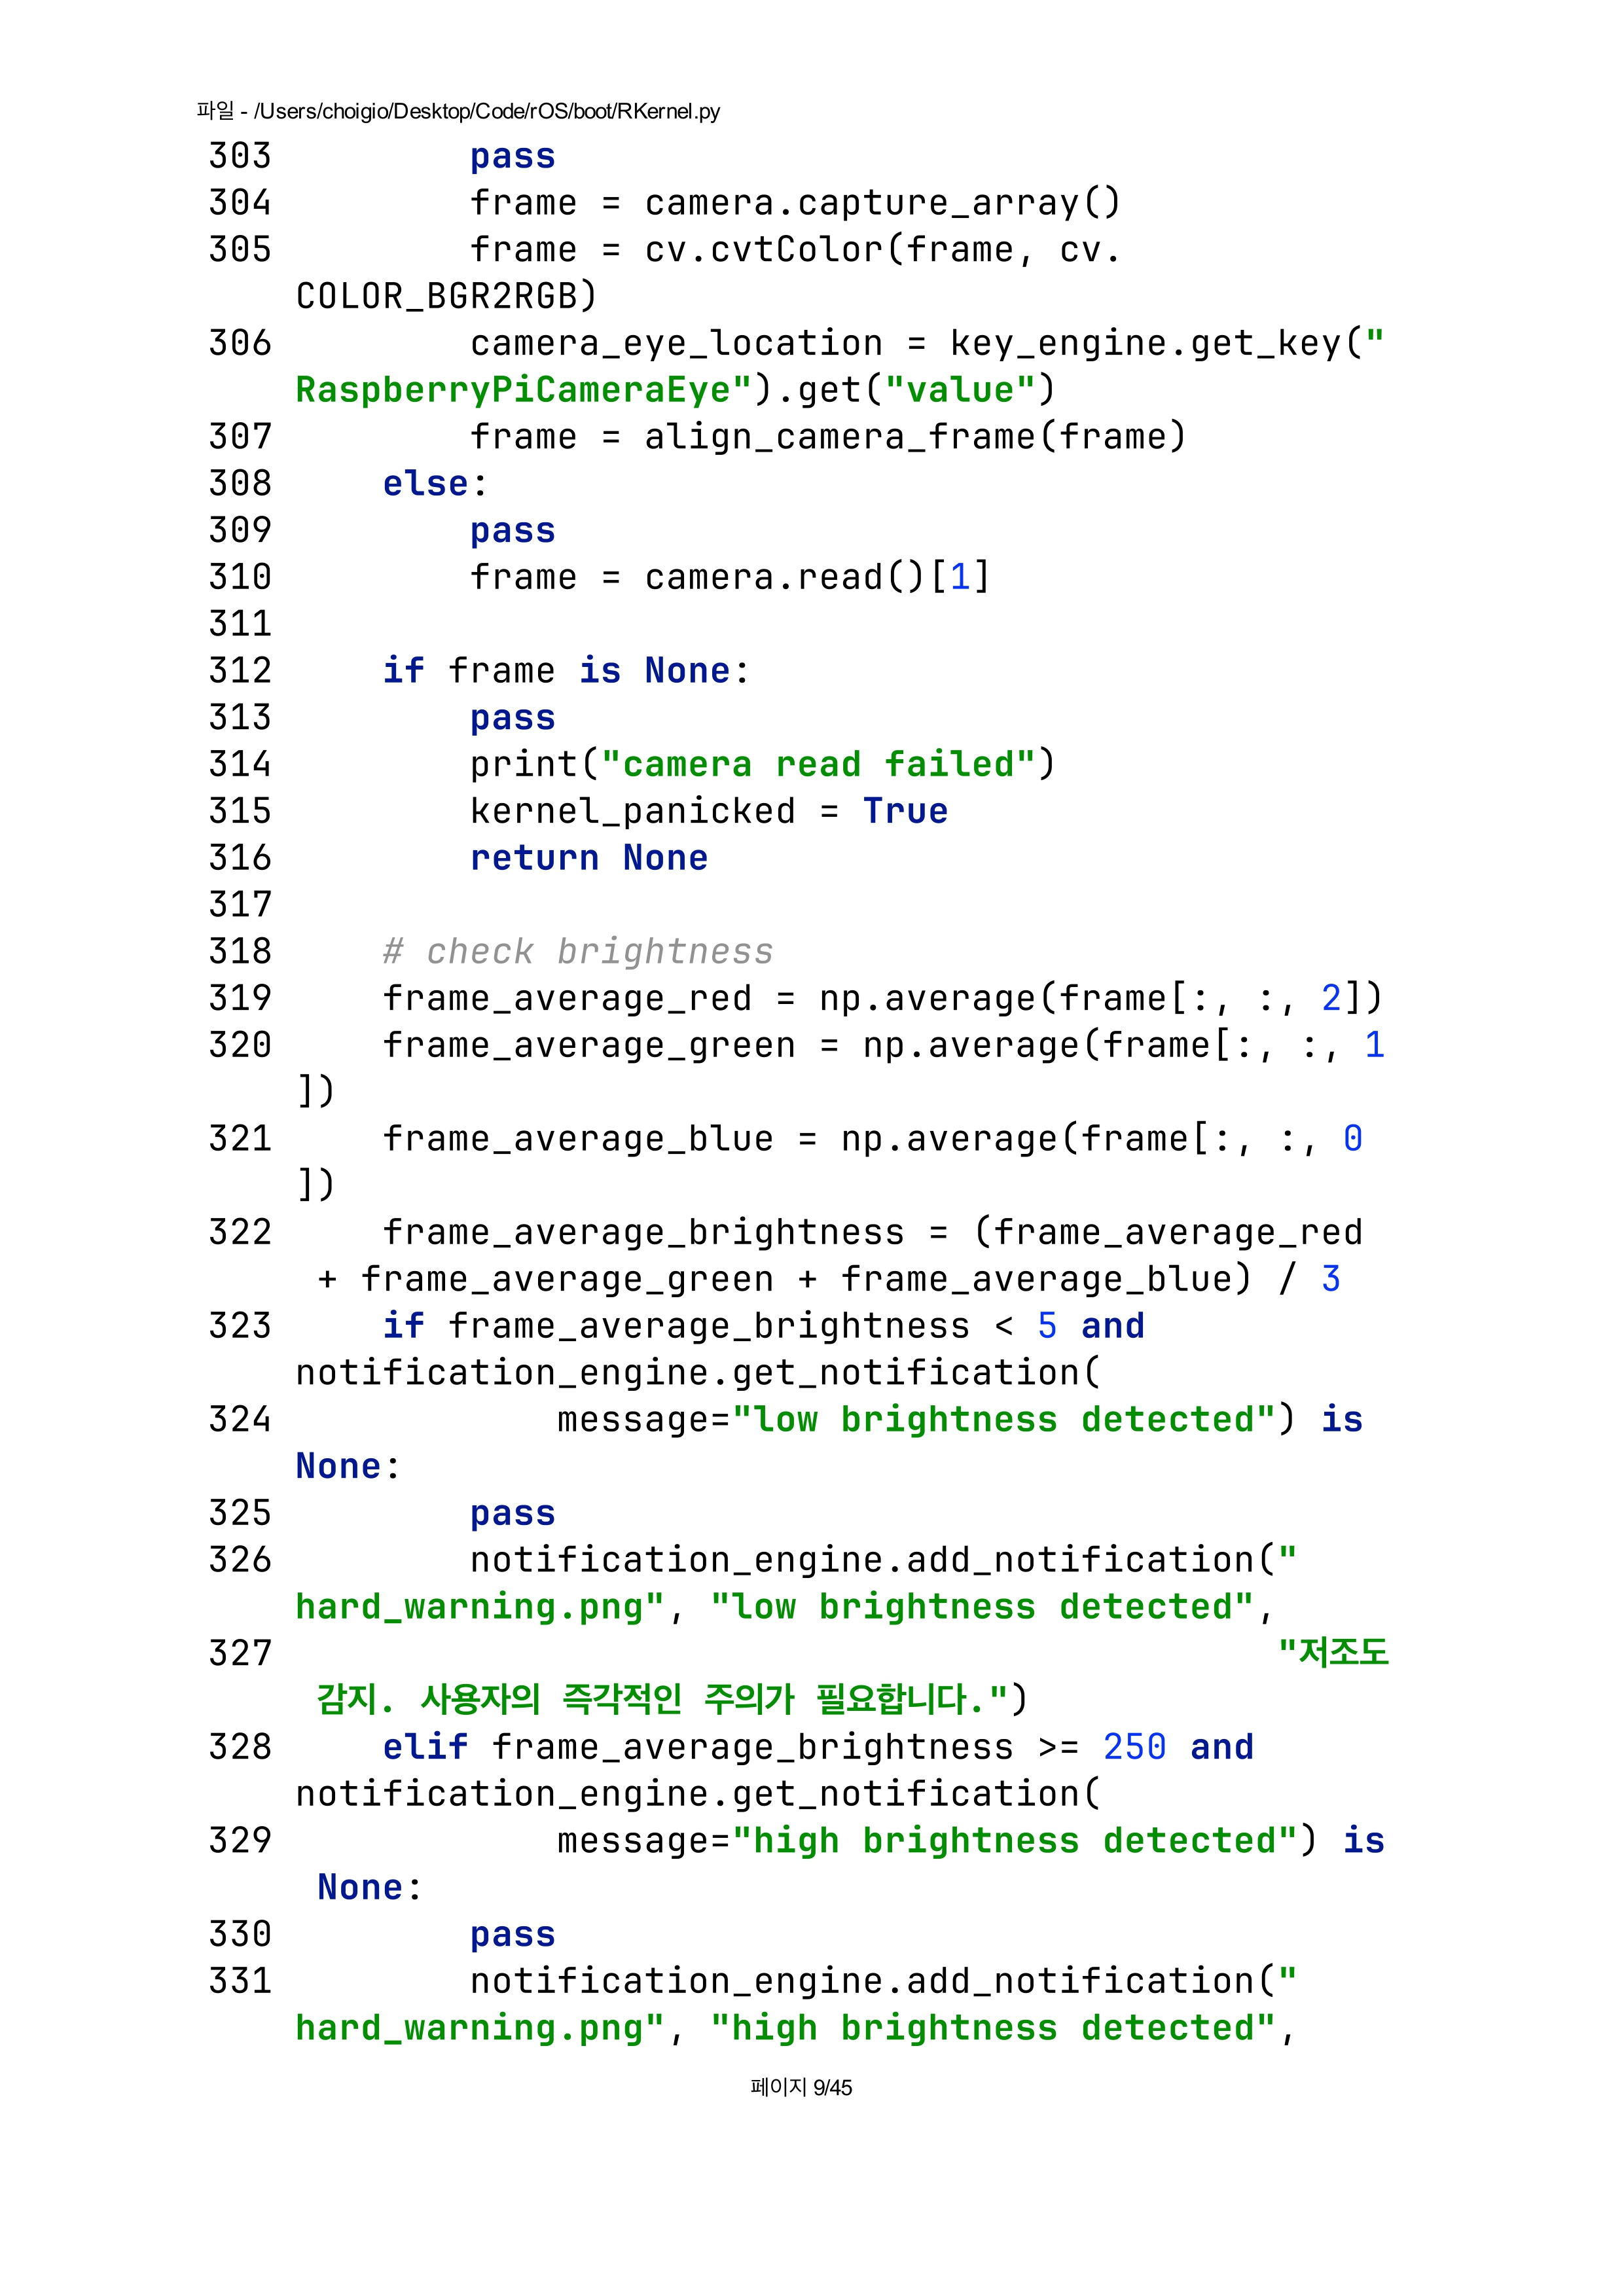 파일 - /Users/choigio/Desktop/Code/rOS/boot/RKernel.py
303         pass
304         frame = camera.capture_array()
305         frame = cv.cvtColor(frame, cv.
    COLOR_BGR2RGB)
306         camera_eye_location = key_engine.get_key("
    RaspberryPiCameraEye").get("value")
307         frame = align_camera_frame(frame)
308     else:
309         pass
310         frame = camera.read()[1]
311
312     if frame is None:
313         pass
314         print("camera read failed")
315         kernel_panicked = True
316         return None
317
318     # check brightness
319     frame_average_red = np.average(frame[:, :, 2])
320     frame_average_green = np.average(frame[:, :, 1
    ])
321     frame_average_blue = np.average(frame[:, :, 0
    ])
322     frame_average_brightness = (frame_average_red
     + frame_average_green + frame_average_blue) / 3
323     if frame_average_brightness < 5 and
    notification_engine.get_notification(
324             message="low brightness detected") is
    None:
325         pass
326         notification_engine.add_notification("
    hard_warning.png", "low brightness detected",
327                                              "저조도
     감지. 사용자의 즉각적인 주의가 필요합니다.")
328     elif frame_average_brightness >= 250 and
    notification_engine.get_notification(
329             message="high brightness detected") is
     None:
330         pass
331         notification_engine.add_notification("
    hard_warning.png", "high brightness detected",
페이지 9/45